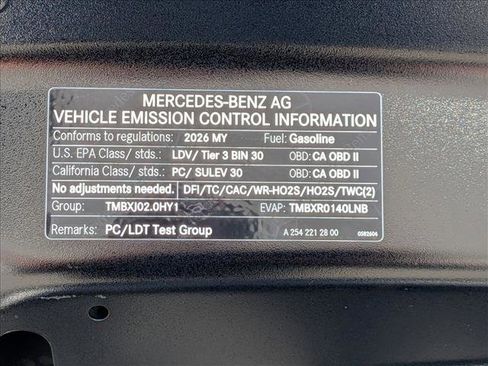 MERCEDES-BENZ AG
VEHICLE EMISSION CONTROL INFORMATION
Conforms to regulations: 2026 MY Fuel: Gasoline
U.S. EPA Class/ stds.: LDV/ Tier 3 BIN 30 OBD: CA OBD II
California Class/ stds.: PC/ SULEV 30 OBD: CA OBD II
No adjustments needed. DFI/TC/CAC/WR-HO2S/HO2S/TWC(2)
Group: TMBXJ02.0HY1 EVAP: TMBXR0140LNB
Remarks: PC/LDT Test Group A 254 221 28 00 0582606